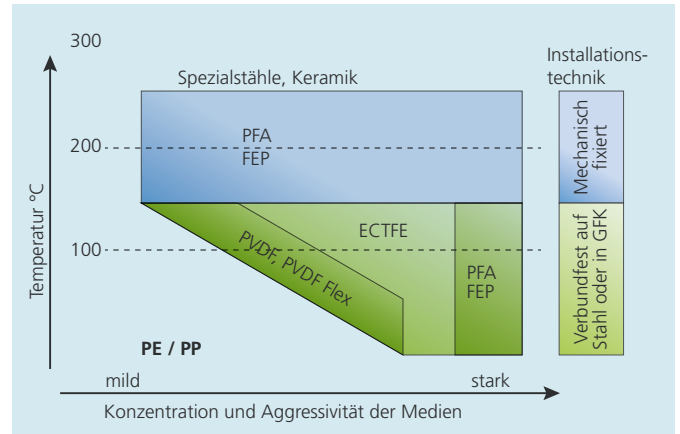 300
Installations-
technik
Spezialstähle, Keramik
200
PFA
FEP
Mechanisch
fixiert
Temperatur °C
100
ECTFE
PVDF, PVDF Flex
PFA
FEP
Verbundfest auf
Stahl oder in GFK
PE / PP
mild
stark
Konzentration und Aggressivität der Medien